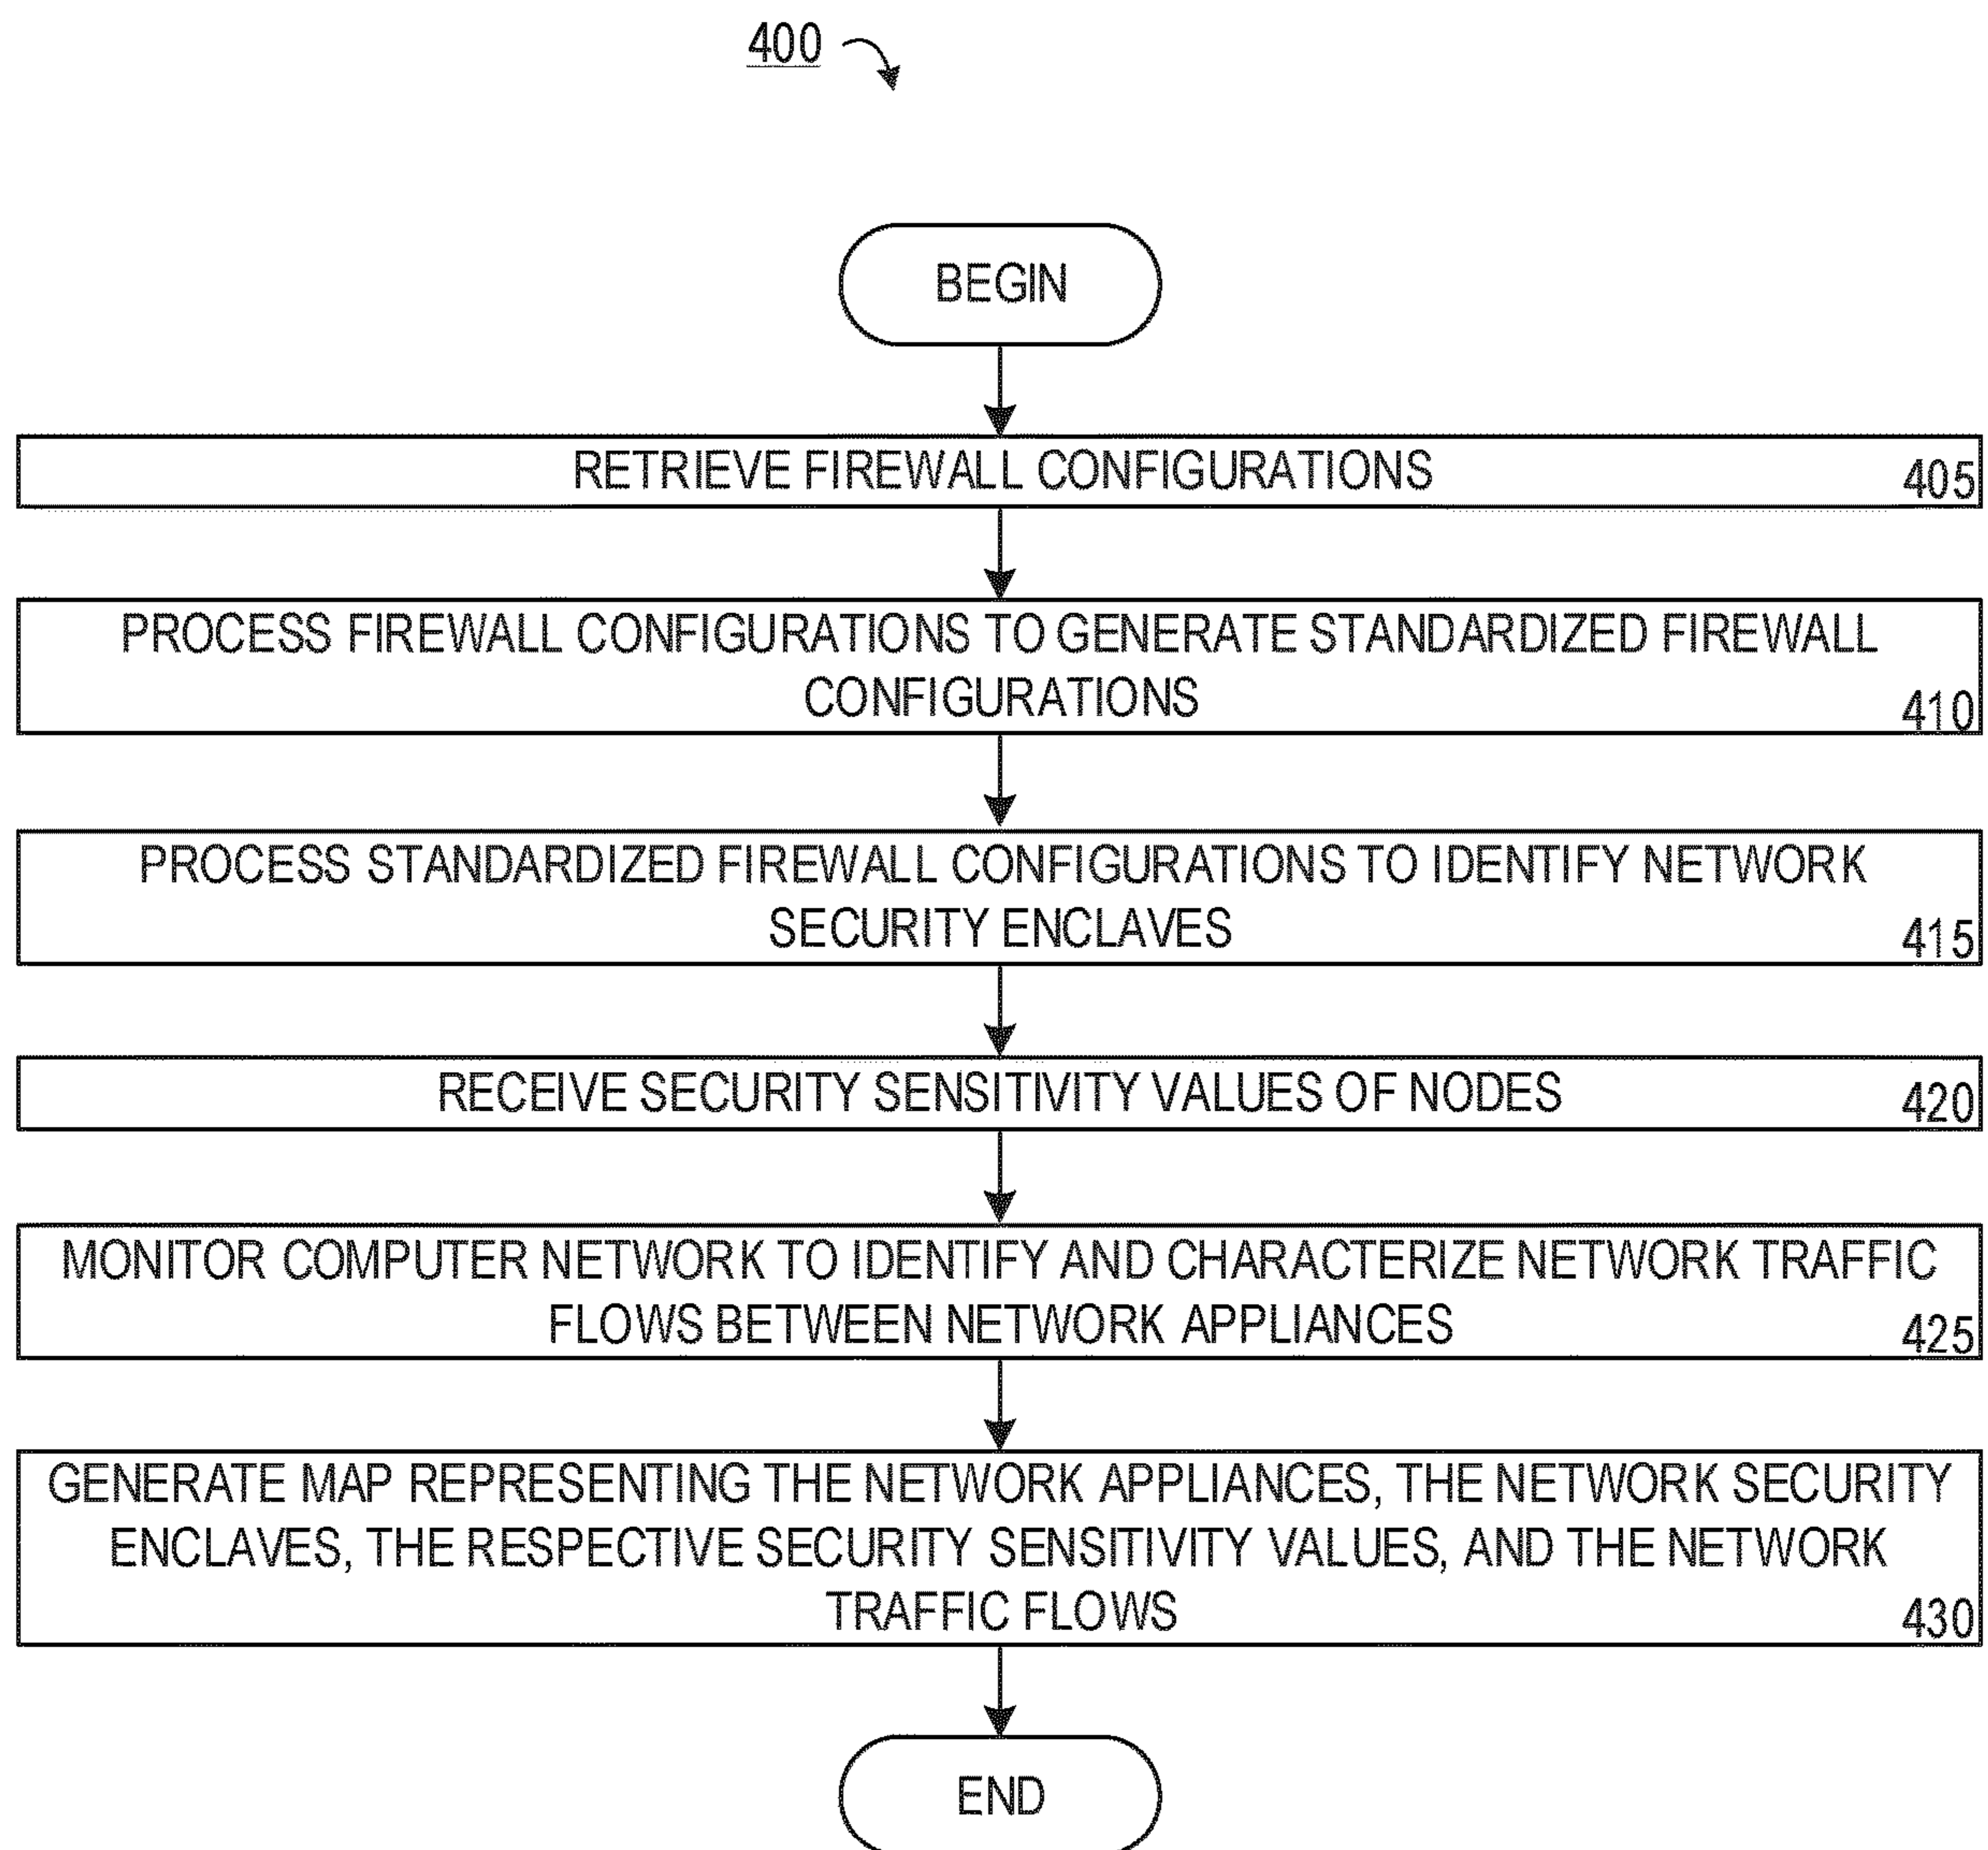 400
BEGIN
RETRIEVE FIREWALL CONFIGURATIONS
405
PROCESS FIREWALL CONFIGURATIONS TO GENERATE STANDARDIZED FIREWALL
CONFIGURATIONS
410
PROCESS STANDARDIZED FIREWALL CONFIGURATIONS TO IDENTIFY NETWORK
SECURITY ENCLAVES
415
RECEIVE SECURITY SENSITIVITY VALUES OF NODES
420
MONITOR COMPUTER NETWORK TO IDENTIFY AND CHARACTERIZE NETWORK TRAFFIC
FLOWS BETWEEN NETWORK APPLIANCES
425
GENERATE MAP REPRESENTING THE NETWORK APPLIANCES, THE NETWORK SECURITY
ENCLAVES, THE RESPECTIVE SECURITY SENSITIVITY VALUES, AND THE NETWORK
TRAFFIC FLOWS
430
END